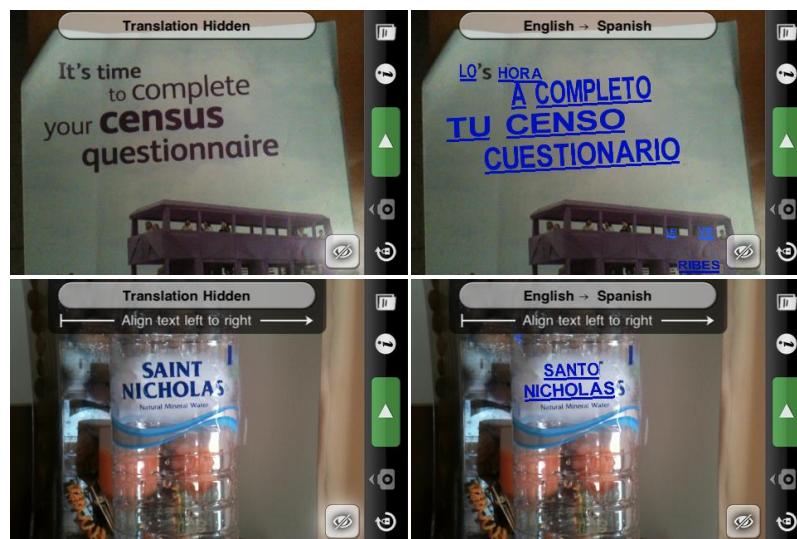 Translation Hidden
It's time
to complete
your census
questionnaire
English → Spanish
LO's HORA
A COMPLETO
TU CENSO
CUESTIONARIO
RIBES
Translation Hidden
Align text left to right
SAINT
NICHOLAS
Natural Mineral Water
English → Spanish
Align text left to right
SANTO
NICHOLAS
Natural Mineral Water